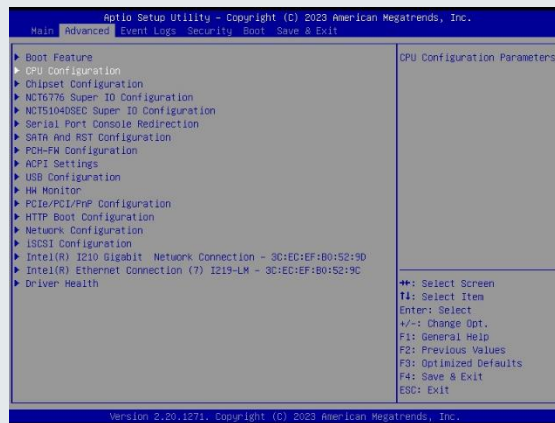 Aptio Setup Utility – Copyright (C) 2023 American Megatrends, Inc.
Main Advanced Event Logs Security Boot Save & Exit
Boot Feature
CPU Configuration
Chipset Configuration
NCT6776 Super IO Configuration
NCT5104DSEC Super IO Configuration
Serial Port Console Redirection
SATA And RST Configuration
PCH-FW Configuration
ACPI Settings
USB Configuration
HW Monitor
PCIe/PCI/PnP Configuration
HTTP Boot Configuration
Network Configuration
iSCSI Configuration
Intel(R) I210 Gigabit  Network Connection - 3C:EC:EF:B0:52:9D
Intel(R) Ethernet Connection (7) I219-LM - 3C:EC:EF:B0:52:9C
Driver Health
CPU Configuration Parameters
→←: Select Screen
↑↓: Select Item
Enter: Select
+/-: Change Opt.
F1: General Help
F2: Previous Values
F3: Optimized Defaults
F4: Save & Exit
ESC: Exit
Version 2.20.1271. Copyright (C) 2023 American Megatrends, Inc.